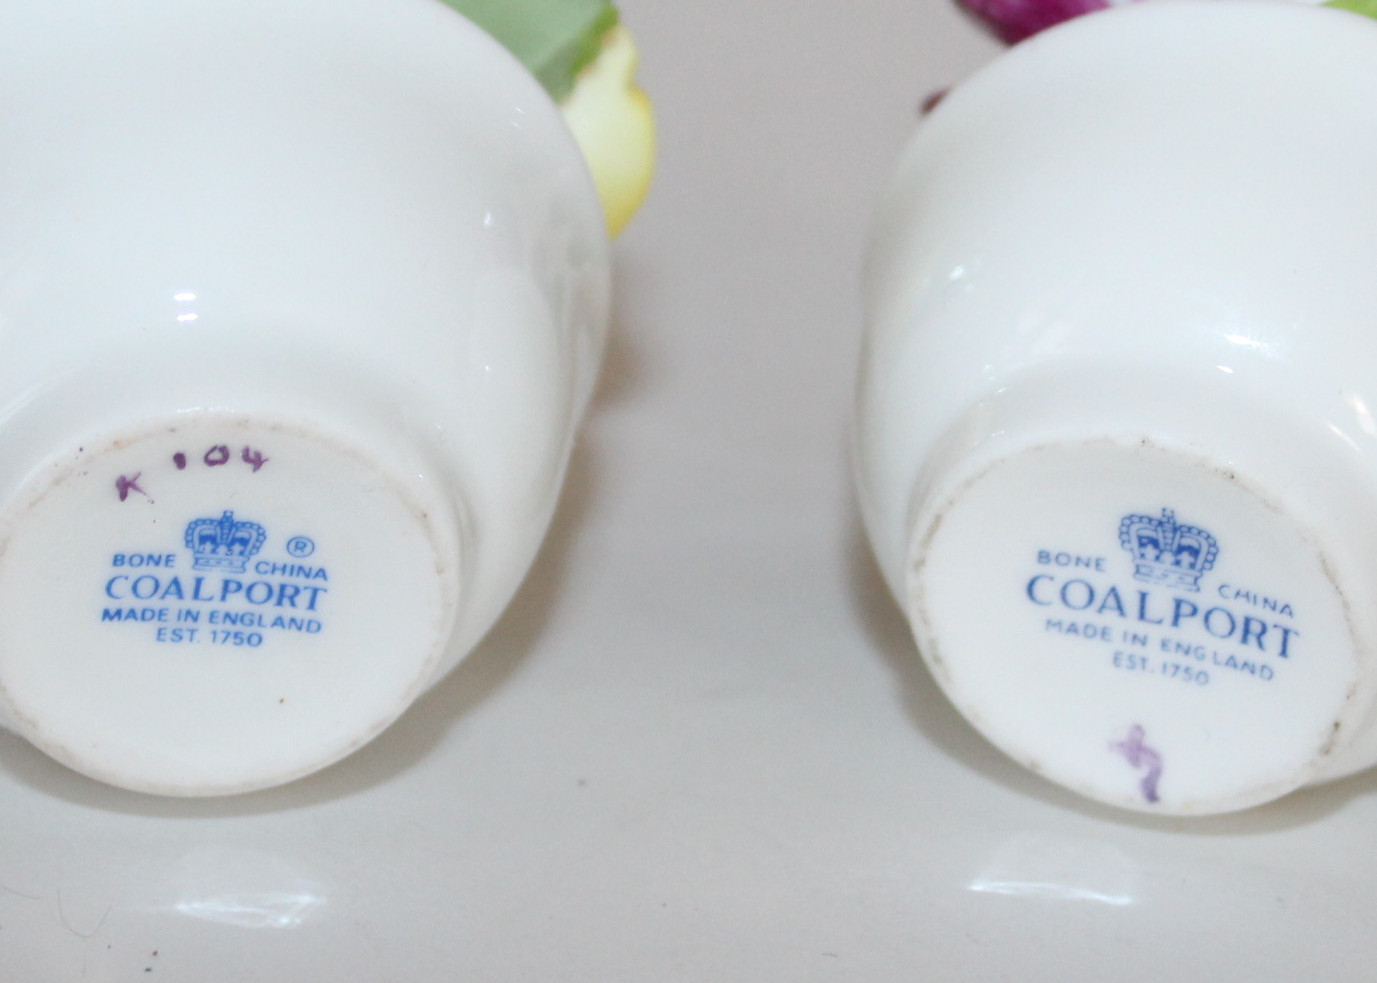 K 104
BONE CHINA ®
COALPORT
MADE IN ENGLAND
EST. 1750
BONE CHINA
COALPORT
MADE IN ENGLAND
EST. 1750